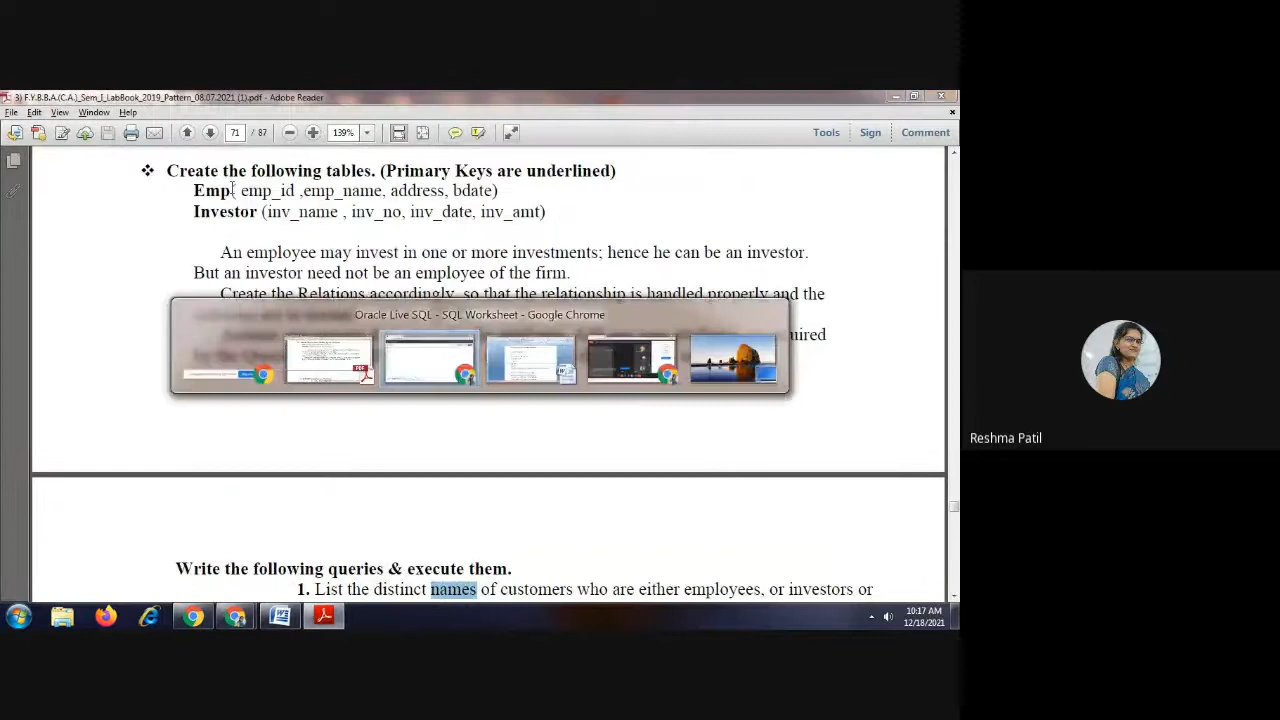 3) F.Y.B.B.A.(C.A.)_Sem_I_LabBook_2019_Pattern_08.07.2021 (1).pdf - Adobe Reader
File Edit View Window Help
71 / 87 139% Tools Sign Comment
❖ Create the following tables. (Primary Keys are underlined)
Emp( emp_id ,emp_name, address, bdate)
Investor (inv_name , inv_no, inv_date, inv_amt)
An employee may invest in one or more investments; hence he can be an investor.
But an investor need not be an employee of the firm.
Create the Relations accordingly, so that the relationship is handled properly and the
Oracle Live SQL - SQL Worksheet - Google Chrome
uired
PDF
Reshma Patil
Write the following queries & execute them.
1. List the distinct names of customers who are either employees, or investors or
10:17 AM
12/18/2021